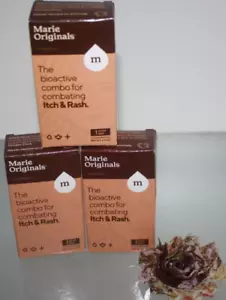 Marie
Originals
m
The
bioactive
combo for
combating
Itch & Rash.
Marie
Originals
m
The
bioactive
combo for
combating
Itch & Rash.
Marie
Originals
m
The
bioactive
combo for
combating
Itch & Rash.